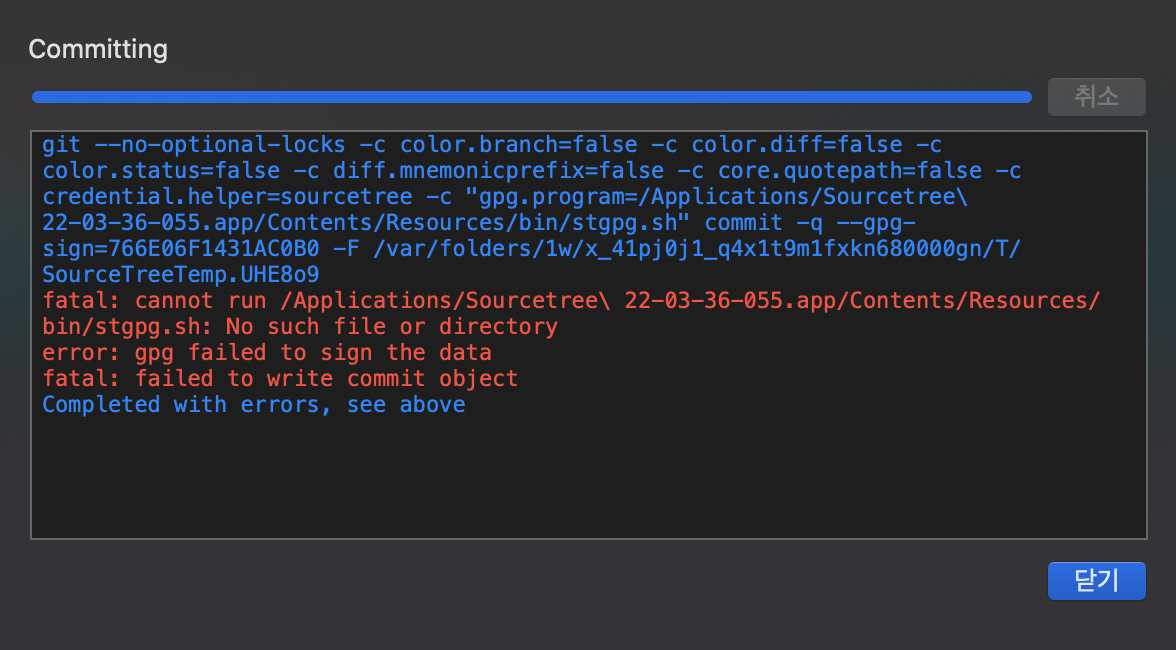 Committing
취소
git --no-optional-locks -c color.branch=false -c color.diff=false -c
color.status=false -c diff.mnemonicprefix=false -c core.quotepath=false -c
credential.helper=sourcetree -c "gpg.program=/Applications/Sourcetree\
22-03-36-055.app/Contents/Resources/bin/stgpg.sh" commit -q --gpg-
sign=766E06F1431AC0B0 -F /var/folders/1w/x_41pj0j1_q4x1t9m1fxkn680000gn/T/
SourceTreeTemp.UHE8o9
fatal: cannot run /Applications/Sourcetree\ 22-03-36-055.app/Contents/Resources/
bin/stgpg.sh: No such file or directory
error: gpg failed to sign the data
fatal: failed to write commit object
Completed with errors, see above
닫기